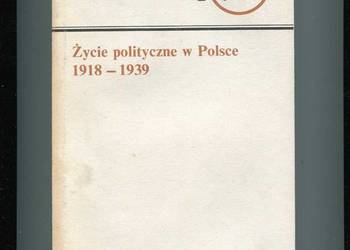 Życie polityczne w Polsce
1918 – 1939